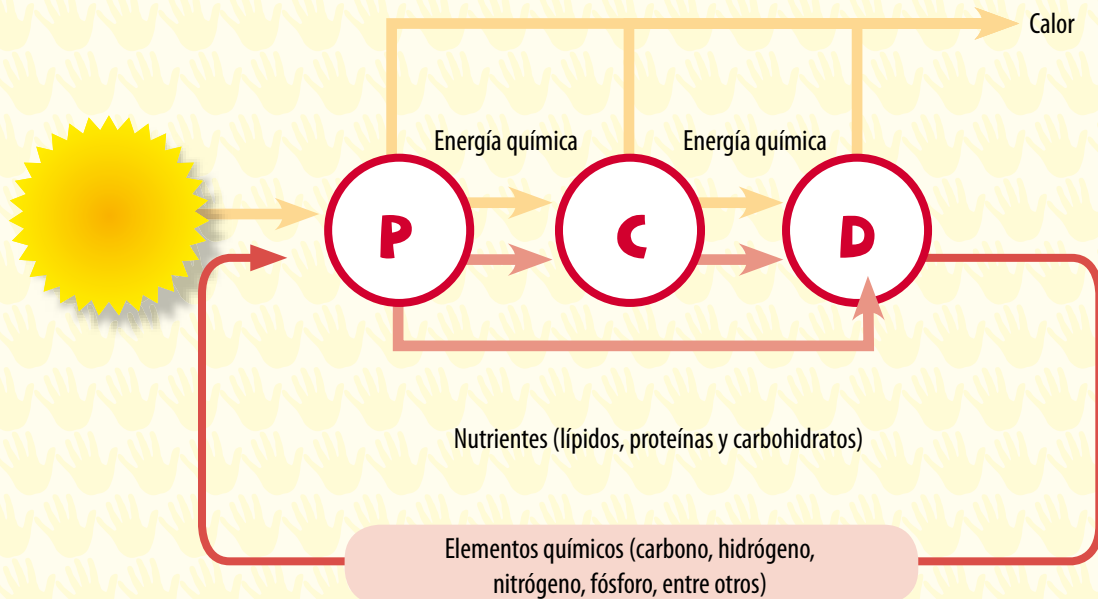 Calor
Energía química
Energía química
P
C
D
Nutrientes (lípidos, proteínas y carbohidratos)
Elementos químicos (carbono, hidrógeno,
nitrógeno, fósforo, entre otros)